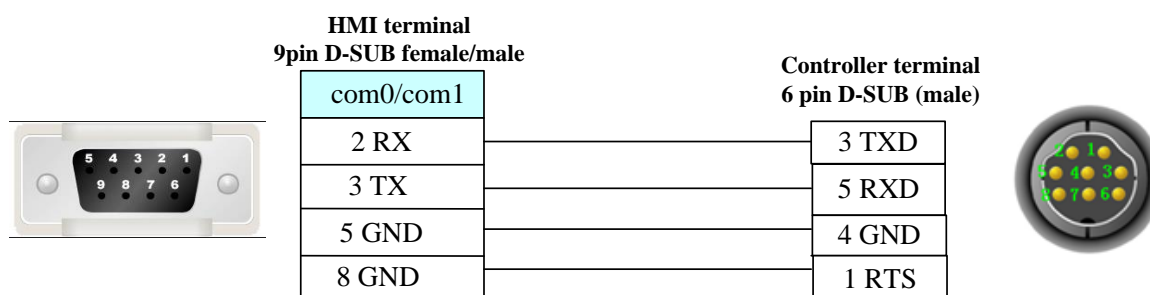 HMI terminal
9pin D-SUB female/male
Controller terminal
6 pin D-SUB (male)
com0/com1
2 RX
3 TXD
3 TX
5 RXD
5 GND
4 GND
8 GND
1 RTS
5 4 3 2 1
9 8 7 6
2 1
5 4 3
8 7 6